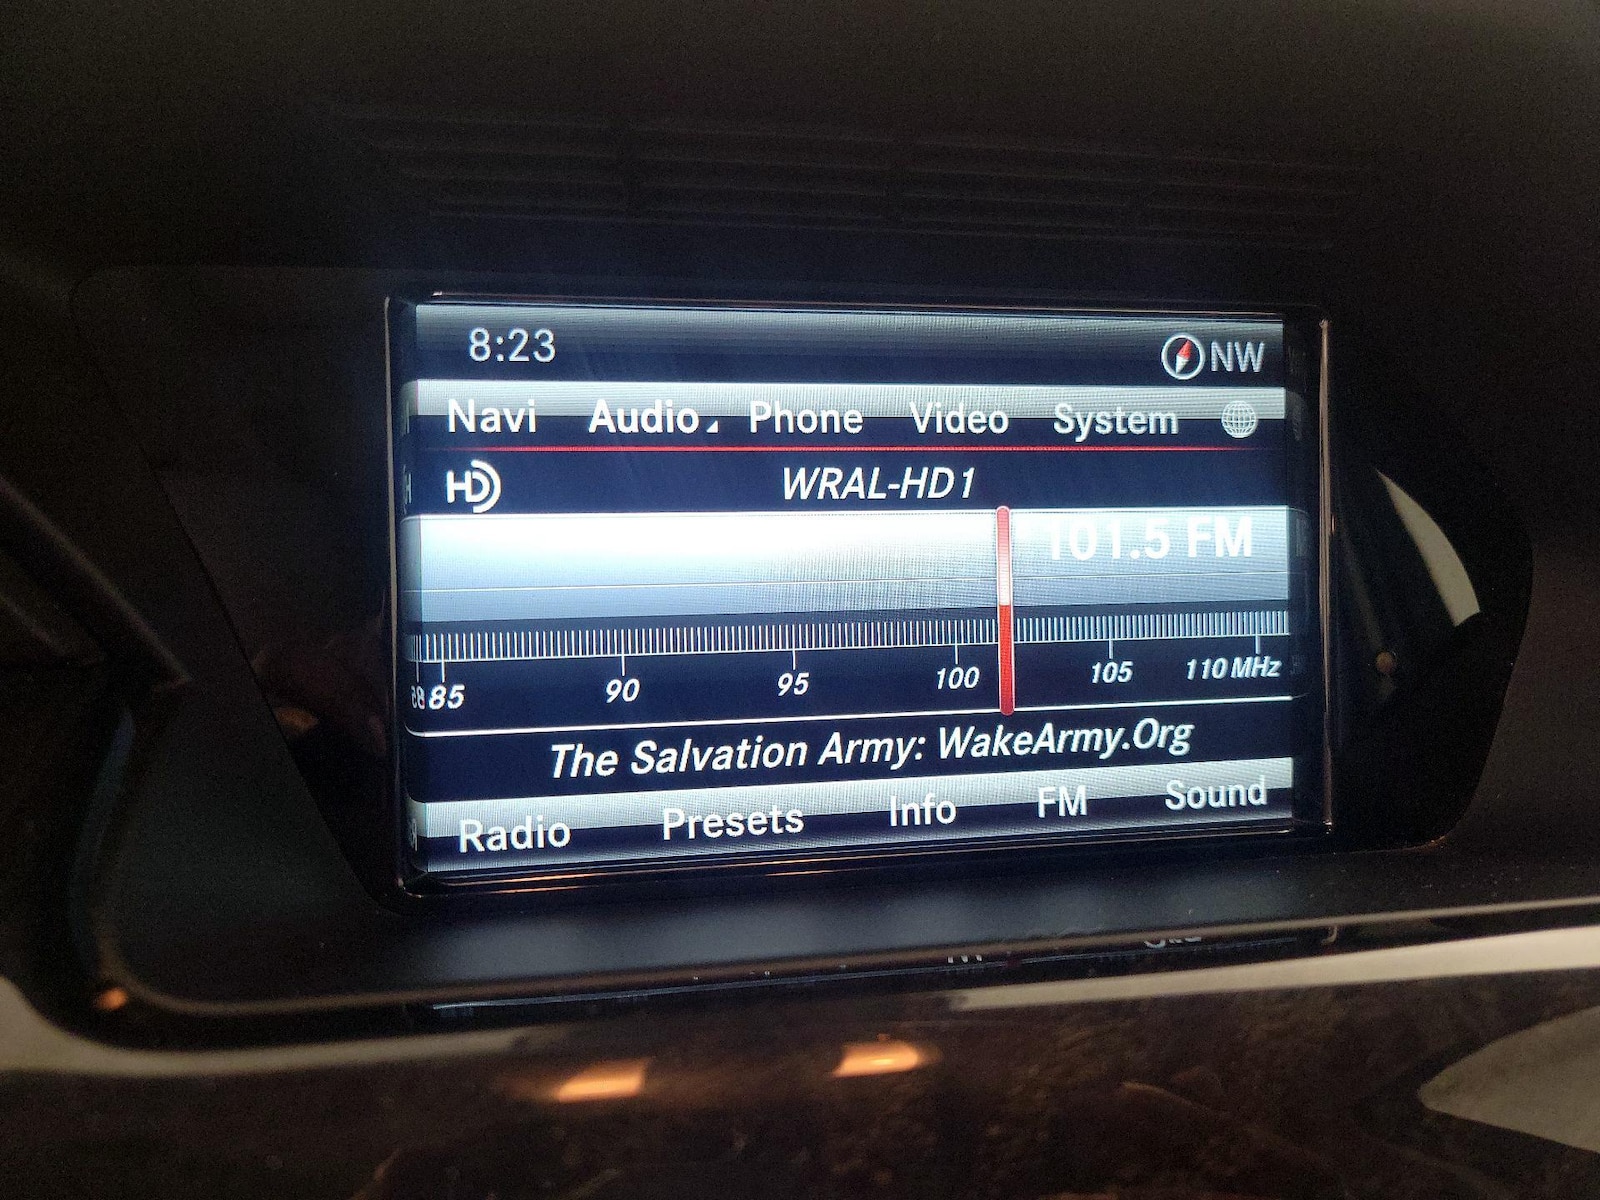 8:23 NW
Navi Audio Phone Video System
HD WRAL-HD1
101.5 FM
85 90 95 100 105 110 MHz
The Salvation Army: WakeArmy.Org
Radio Presets Info FM Sound